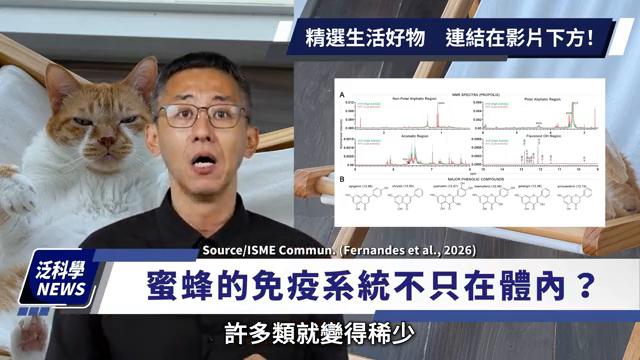 精選生活好物 連結在影片下方!
A
NMR SPECTRA (PROPOLIS)
Non-Polar Aliphatic Region
Polar Aliphatic Region
Aromatic Region
Flavonoid OH Region
B
MAJOR PHENOLIC COMPOUNDS
Source/ISME Commun. (Fernandes et al., 2026)
泛科學
NEWS
蜜蜂的免疫系統不只在體內？
許多類就變得稀少